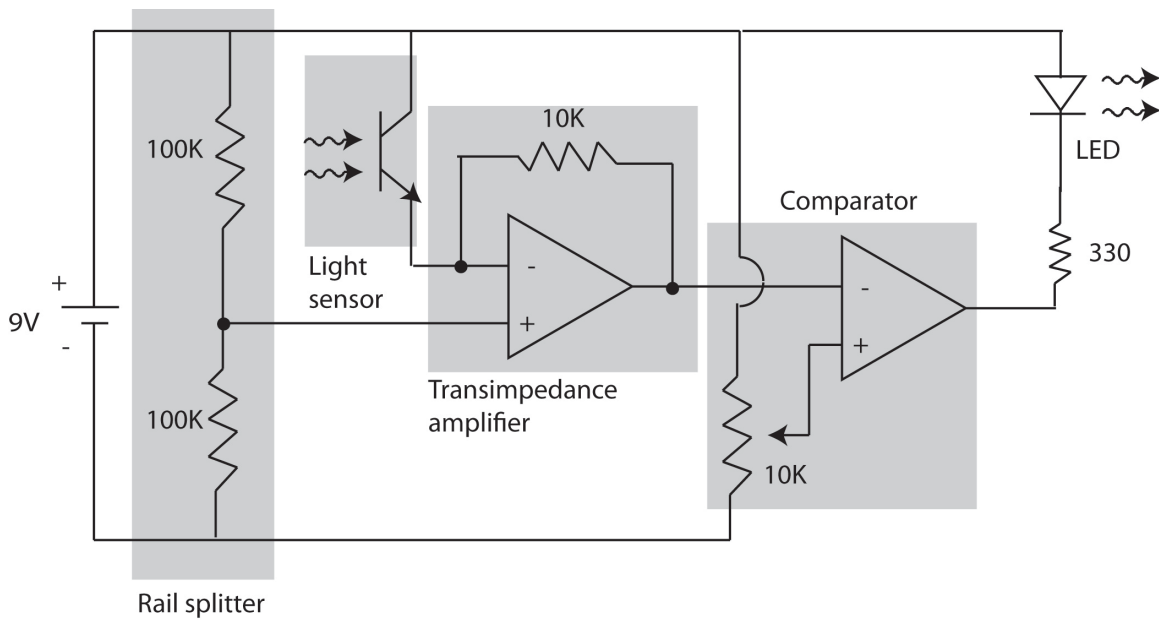 100K
10K
LED
Comparator
330
Light
sensor
-
+
+
9V
-
-
+
Transimpedance
amplifier
100K
10K
Rail splitter